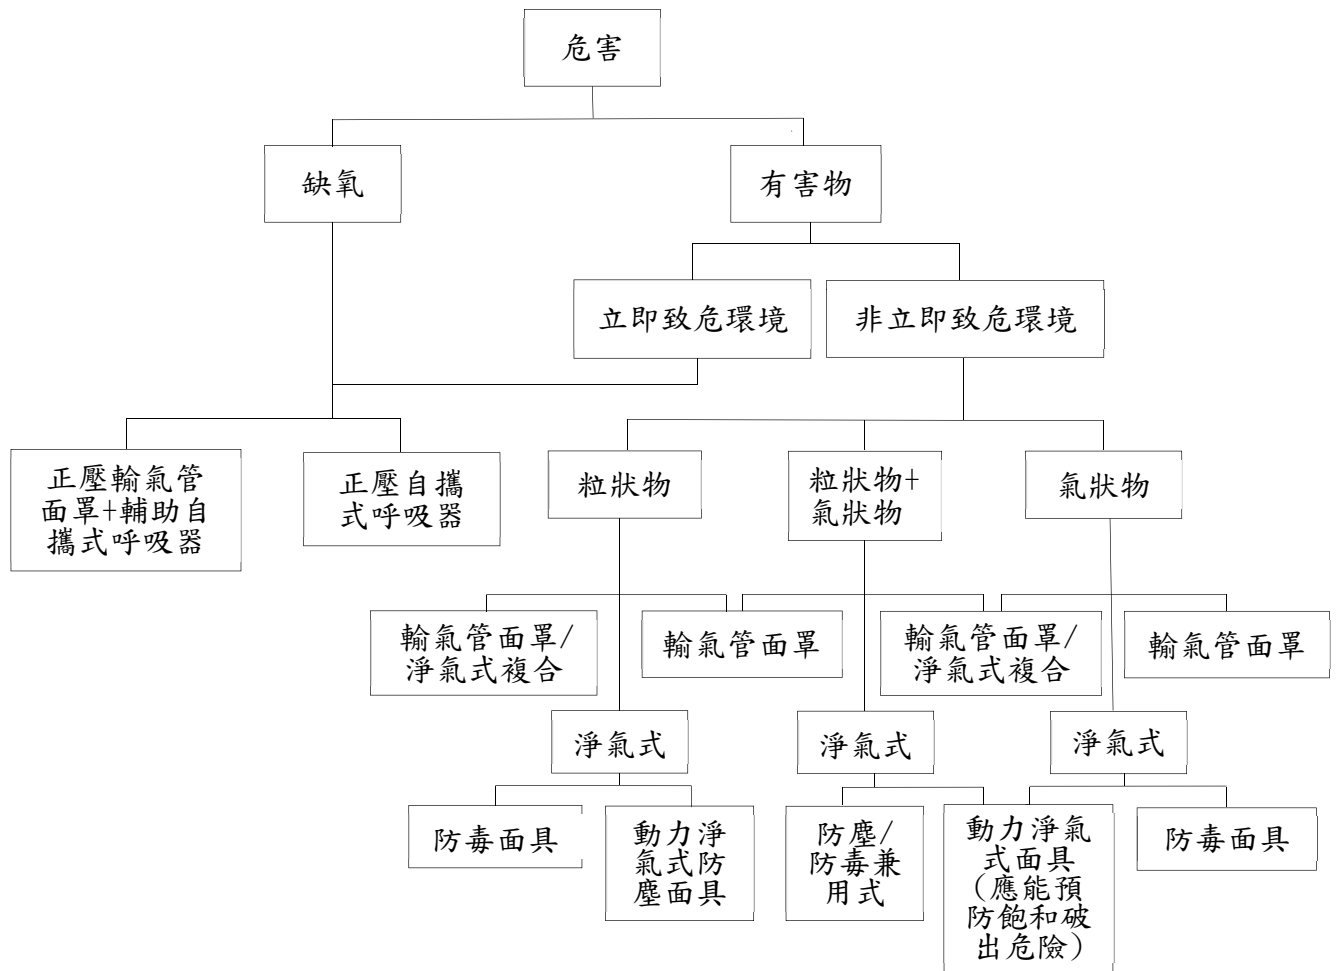 危害
缺氧
有害物
立即致危環境
非立即致危環境
正壓輸氣管
面罩+輔助自
攜式呼吸器
正壓自攜
式呼吸器
粒狀物
粒狀物+
氣狀物
氣狀物
輸氣管面罩/
淨氣式複合
輸氣管面罩
輸氣管面罩/
淨氣式複合
輸氣管面罩
淨氣式
淨氣式
淨氣式
防毒面具
動力淨
氣式防
塵面具
防塵/
防毒兼
用式
動力淨氣
式面具
(應能預
防飽和破
出危險)
防毒面具